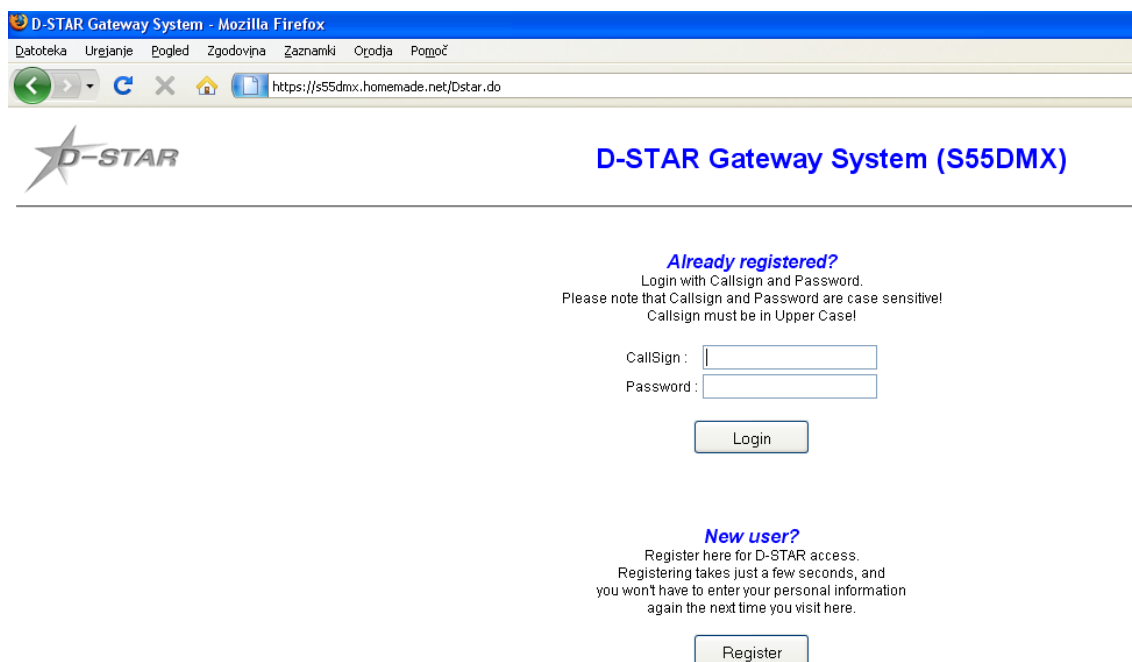 D-STAR Gateway System - Mozilla Firefox
Datoteka Urejanje Pogled Zgodovina Zaznamki Orodja Pomoč
https://s55dmx.homemade.net/Dstar.do
D-STAR
D-STAR Gateway System (S55DMX)
Already registered?
Login with Callsign and Password.
Please note that Callsign and Password are case sensitive!
Callsign must be in Upper Case!
CallSign :
Password :
Login
New user?
Register here for D-STAR access.
Registering takes just a few seconds, and
you won't have to enter your personal information
again the next time you visit here.
Register